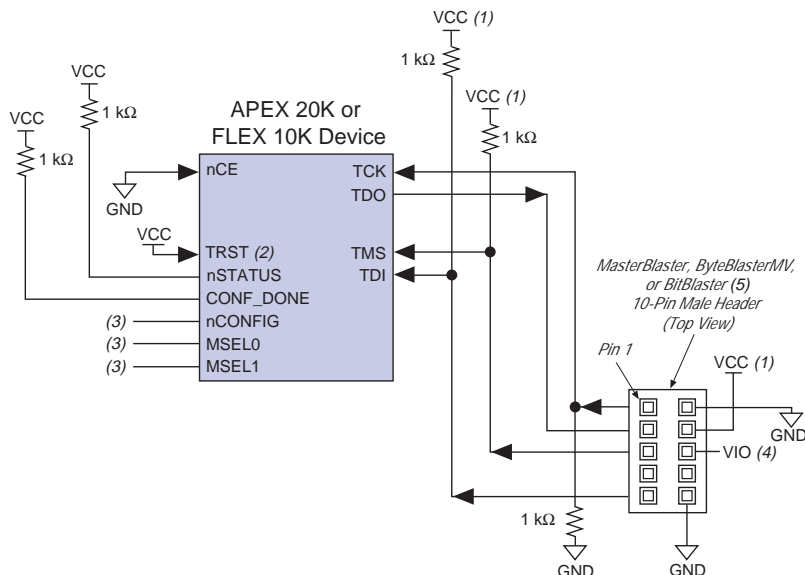 VCC (1)
1 kΩ
VCC
1 kΩ
VCC
1 kΩ
VCC (1)
1 kΩ
APEX 20K or
FLEX 10K Device
nCE
TCK
TDO
GND
VCC
TRST (2)
TMS
nSTATUS
TDI
CONF_DONE
(3)
nCONFIG
(3)
MSEL0
(3)
MSEL1
MasterBlaster, ByteBlasterMV,
or BitBlaster (5)
10-Pin Male Header
(Top View)
Pin 1
VCC (1)
GND
VIO (4)
1 kΩ
GND
GND